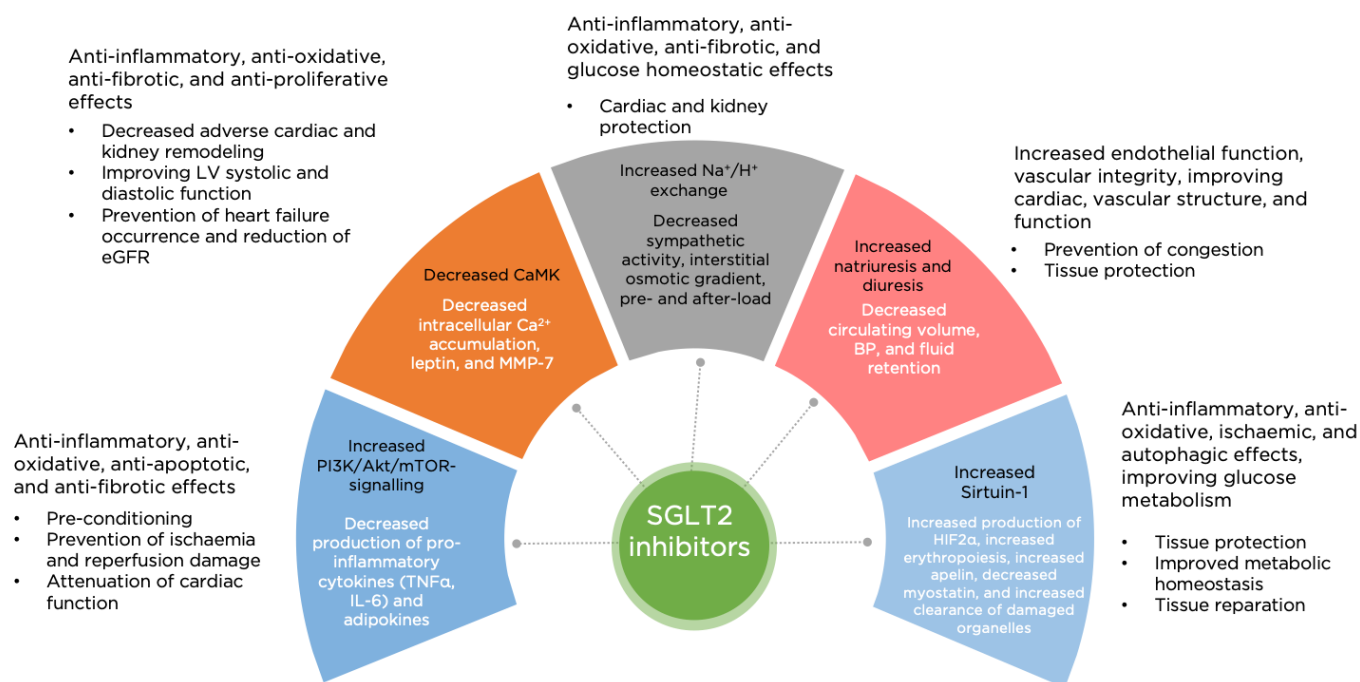 Anti-inflammatory, anti-oxidative,
anti-fibrotic, and anti-proliferative
effects
• Decreased adverse cardiac and
kidney remodeling
• Improving LV systolic and
diastolic function
• Prevention of heart failure
occurrence and reduction of
eGFR
Anti-inflammatory, anti-
oxidative, anti-fibrotic, and
glucose homeostatic effects
• Cardiac and kidney
protection
Increased endothelial function,
vascular integrity, improving
cardiac, vascular structure, and
function
• Prevention of congestion
• Tissue protection
Anti-inflammatory, anti-
oxidative, anti-apoptotic,
and anti-fibrotic effects
• Pre-conditioning
• Prevention of ischaemia
and reperfusion damage
• Attenuation of cardiac
function
Increased
PI3K/Akt/mTOR-
signalling
Decreased
production of pro-
inflammatory
cytokines (TNFα,
IL-6) and
adipokines
Decreased CaMK
Decreased
intracellular Ca²⁺
accumulation,
leptin, and MMP-7
Increased Na⁺/H⁺
exchange
Decreased
sympathetic
activity, interstitial
osmotic gradient,
pre- and after-load
Increased
natriuresis and
diuresis
Decreased
circulating volume,
BP, and fluid
retention
Increased
Sirtuin-1
Increased production of
HIF2α, increased
erythropoiesis, increased
apelin, decreased
myostatin, and increased
clearance of damaged
organelles
Anti-inflammatory, anti-
oxidative, ischaemic, and
autophagic effects,
improving glucose
metabolism
• Tissue protection
• Improved metabolic
homeostasis
• Tissue reparation
SGLT2
inhibitors